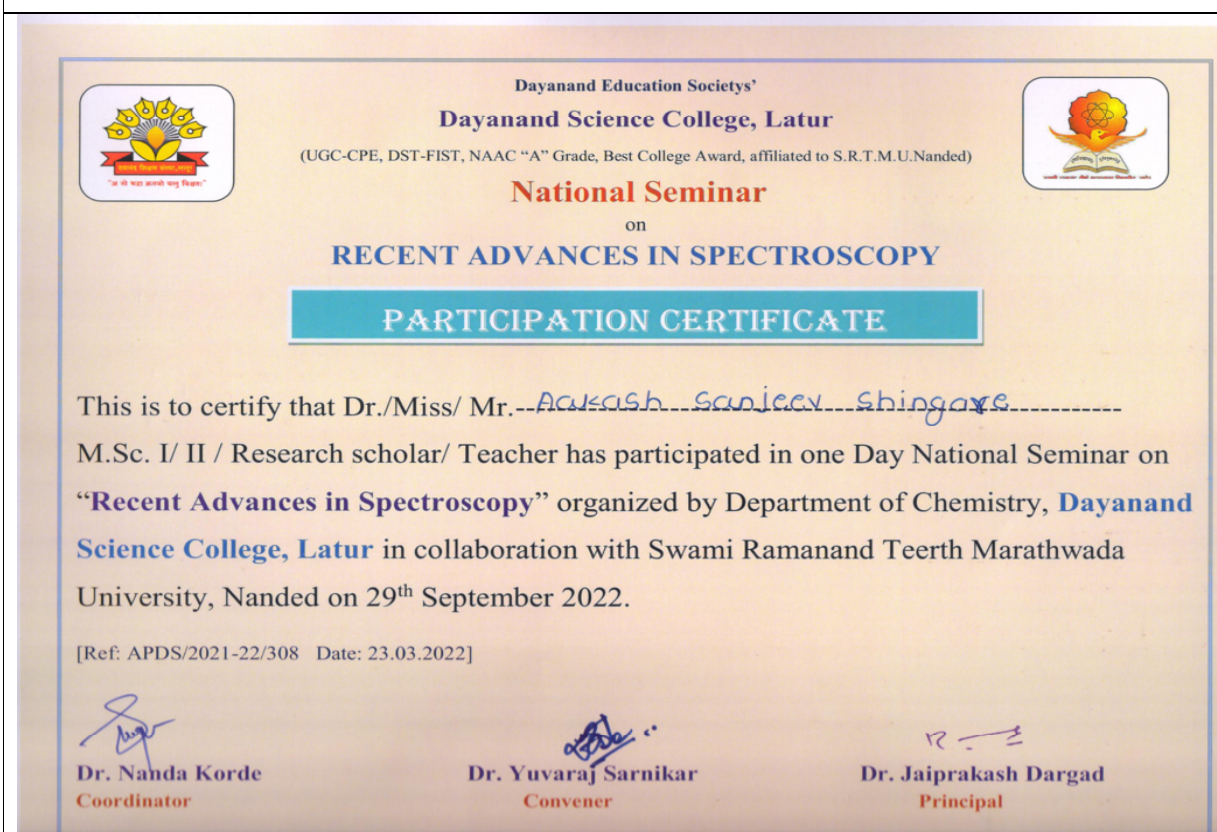 Dayanand Education Societys’
Dayanand Science College, Latur
(UGC-CPE, DST-FIST, NAAC “A” Grade, Best College Award, affiliated to S.R.T.M.U.Nanded)
National Seminar
on
RECENT ADVANCES IN SPECTROSCOPY
PARTICIPATION CERTIFICATE
This is to certify that Dr./Miss/ Mr.--Aakash Sanjeev Shingare-----------
M.Sc. I/ II / Research scholar/ Teacher has participated in one Day National Seminar on
“Recent Advances in Spectroscopy” organized by Department of Chemistry, Dayanand
Science College, Latur in collaboration with Swami Ramanand Teerth Marathwada
University, Nanded on 29th September 2022.
[Ref: APDS/2021-22/308 Date: 23.03.2022]
Dr. Nanda Korde Dr. Yuvaraj Sarnikar Dr. Jaiprakash Dargad
Coordinator Convener Principal